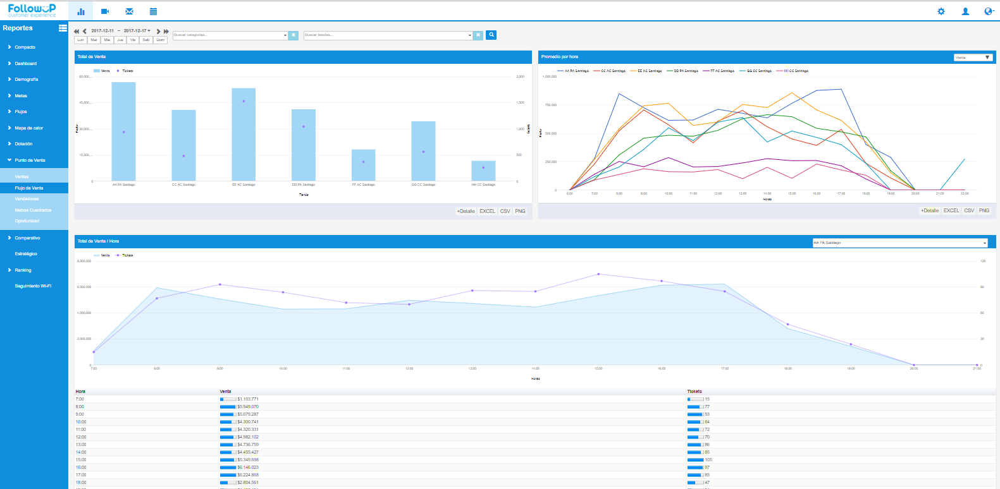 FollowUP
customer experience
Reportes
Compacto
Dashboard
Demografía
Metas
Flujos
Mapa de calor
Dotación
Punto de Venta
Ventas
Flujo de Venta
Vendedores
Metros Cuadrados
Oportunidad
Comparativo
Estratégico
Ranking
Seguimiento Wi-Fi
2017-12-11 – 2017-12-17
Lun Mar Mie Jue Vie Sab Dom
Buscar categorías...
Buscar tiendas...
Total de Venta
Venta Tickets
60,000,... 2,000
45,000,... 1,500
30,000,... 1,000
15,000,... 500
0 0
Tickets
AA PA Santiago CC AC Santiago EE AC Santiago DD PA Santiago FF AC Santiago GG CC Santiago HH CC Santiago
Tienda
+Detalle EXCEL CSV PNG
Promedio por hora
Venta
AA PA Santiago CC AC Santiago EE AC Santiago DD PA Santiago FF AC Santiago GG CC Santiago HH CC Santiago
1,000,000
750,000
500,000
250,000
0
6:00 7:00 8:00 9:00 10:00 11:00 12:00 13:00 14:00 15:00 16:00 17:00 18:00 19:00 20:00 21:00 22:00
Horas
+Detalle EXCEL CSV PNG
Total de Venta / Hora
AA PA Santiago
Venta Tickets
8,000,000 120
6,000,000 90
4,000,000 60
2,000,000 30
0 0
7:00 8:00 9:00 10:00 11:00 12:00 13:00 14:00 15:00 16:00 17:00 18:00 19:00 20:00 21:00
Horas
Hora Venta Tickets
7:00 $1.103.771 15
8:00 $5.949.070 77
9:00 $5.079.287 93
10:00 $4.300.741 84
11:00 $4.320.331 72
12:00 $4.982.102 70
13:00 $4.736.759 86
14:00 $4.455.427 85
15:00 $5.349.698 105
16:00 $6.146.023 97
17:00 $6.224.868 85
18:00 $2.804.561 47